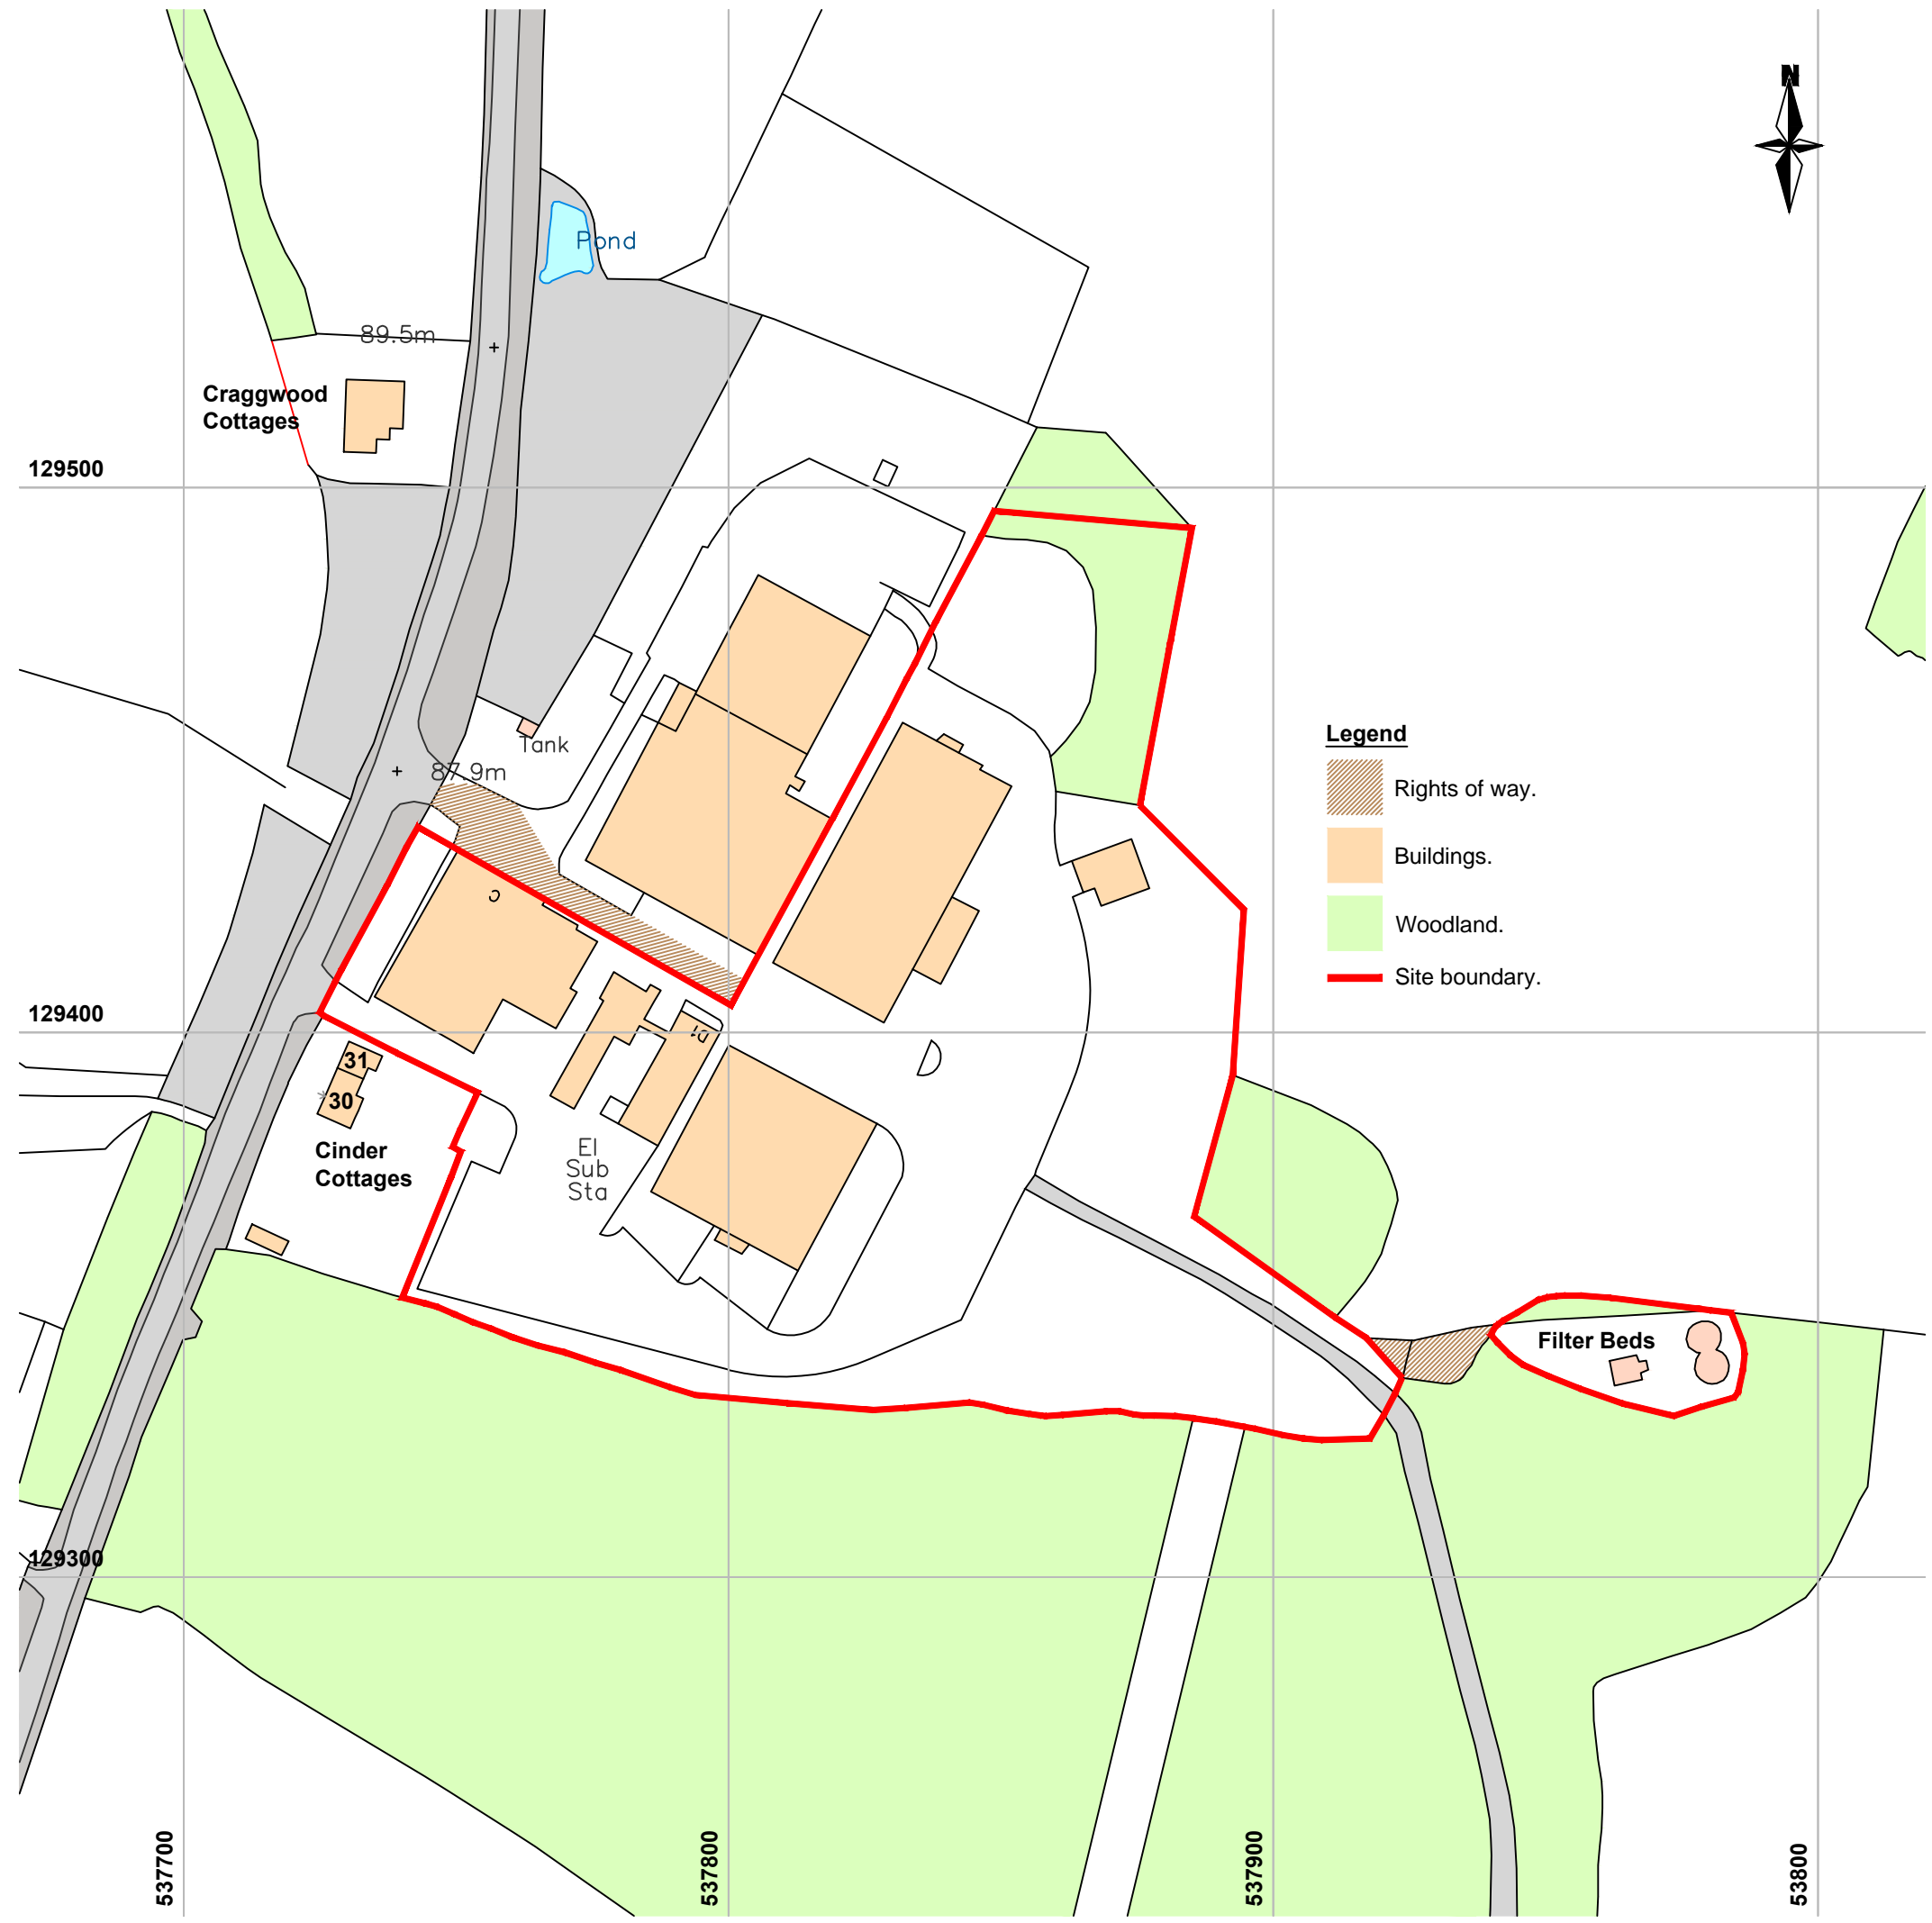 N
Pond
89.5m
Craggwood
Cottages
129500
Legend
Tank
87.9m
Rights of way.
Buildings.
C
Woodland.
Site boundary.
129400
D1
31
30
Cinder
Cottages
El
Sub
Sta
Filter Beds
129300
537700
537800
537900
53800